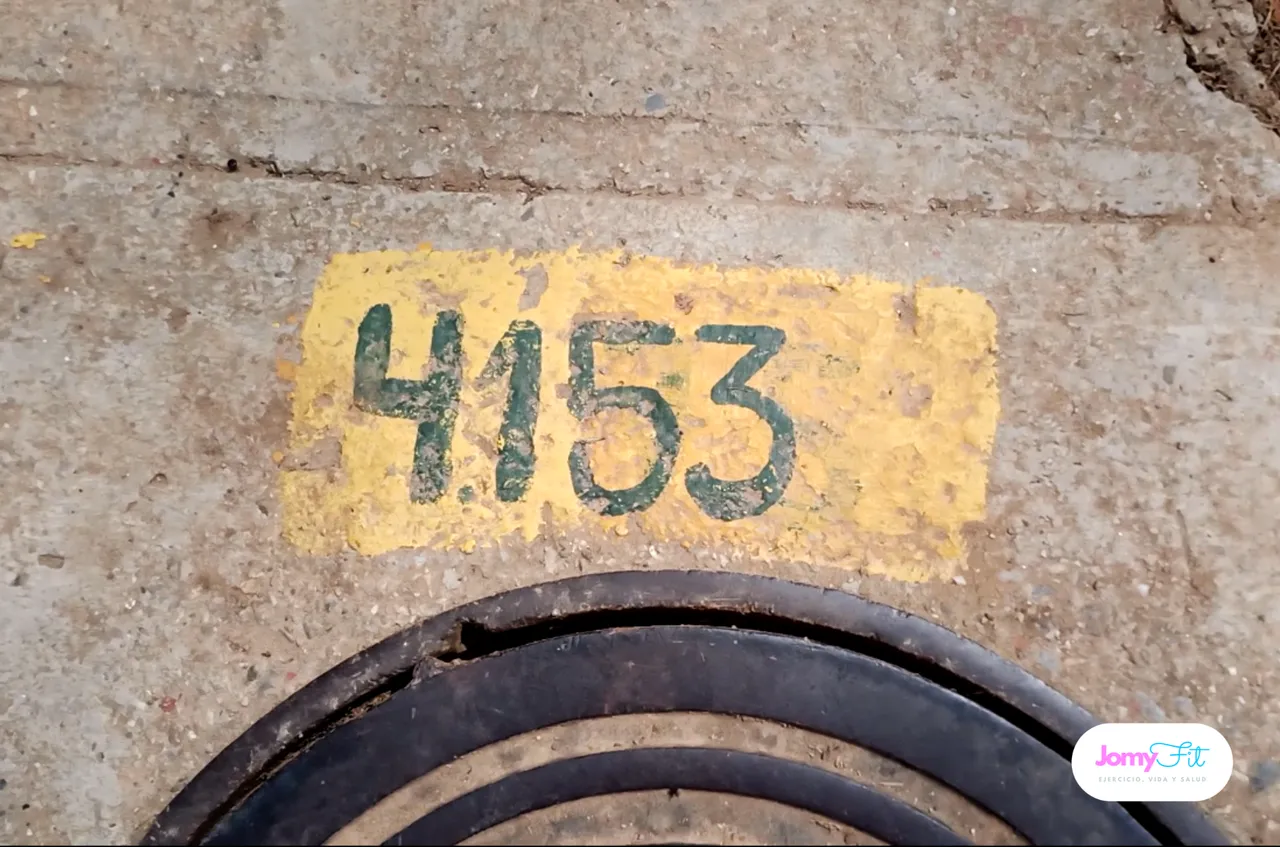 4153
JomyFit
EJERCICIO, VIDA Y SALUD